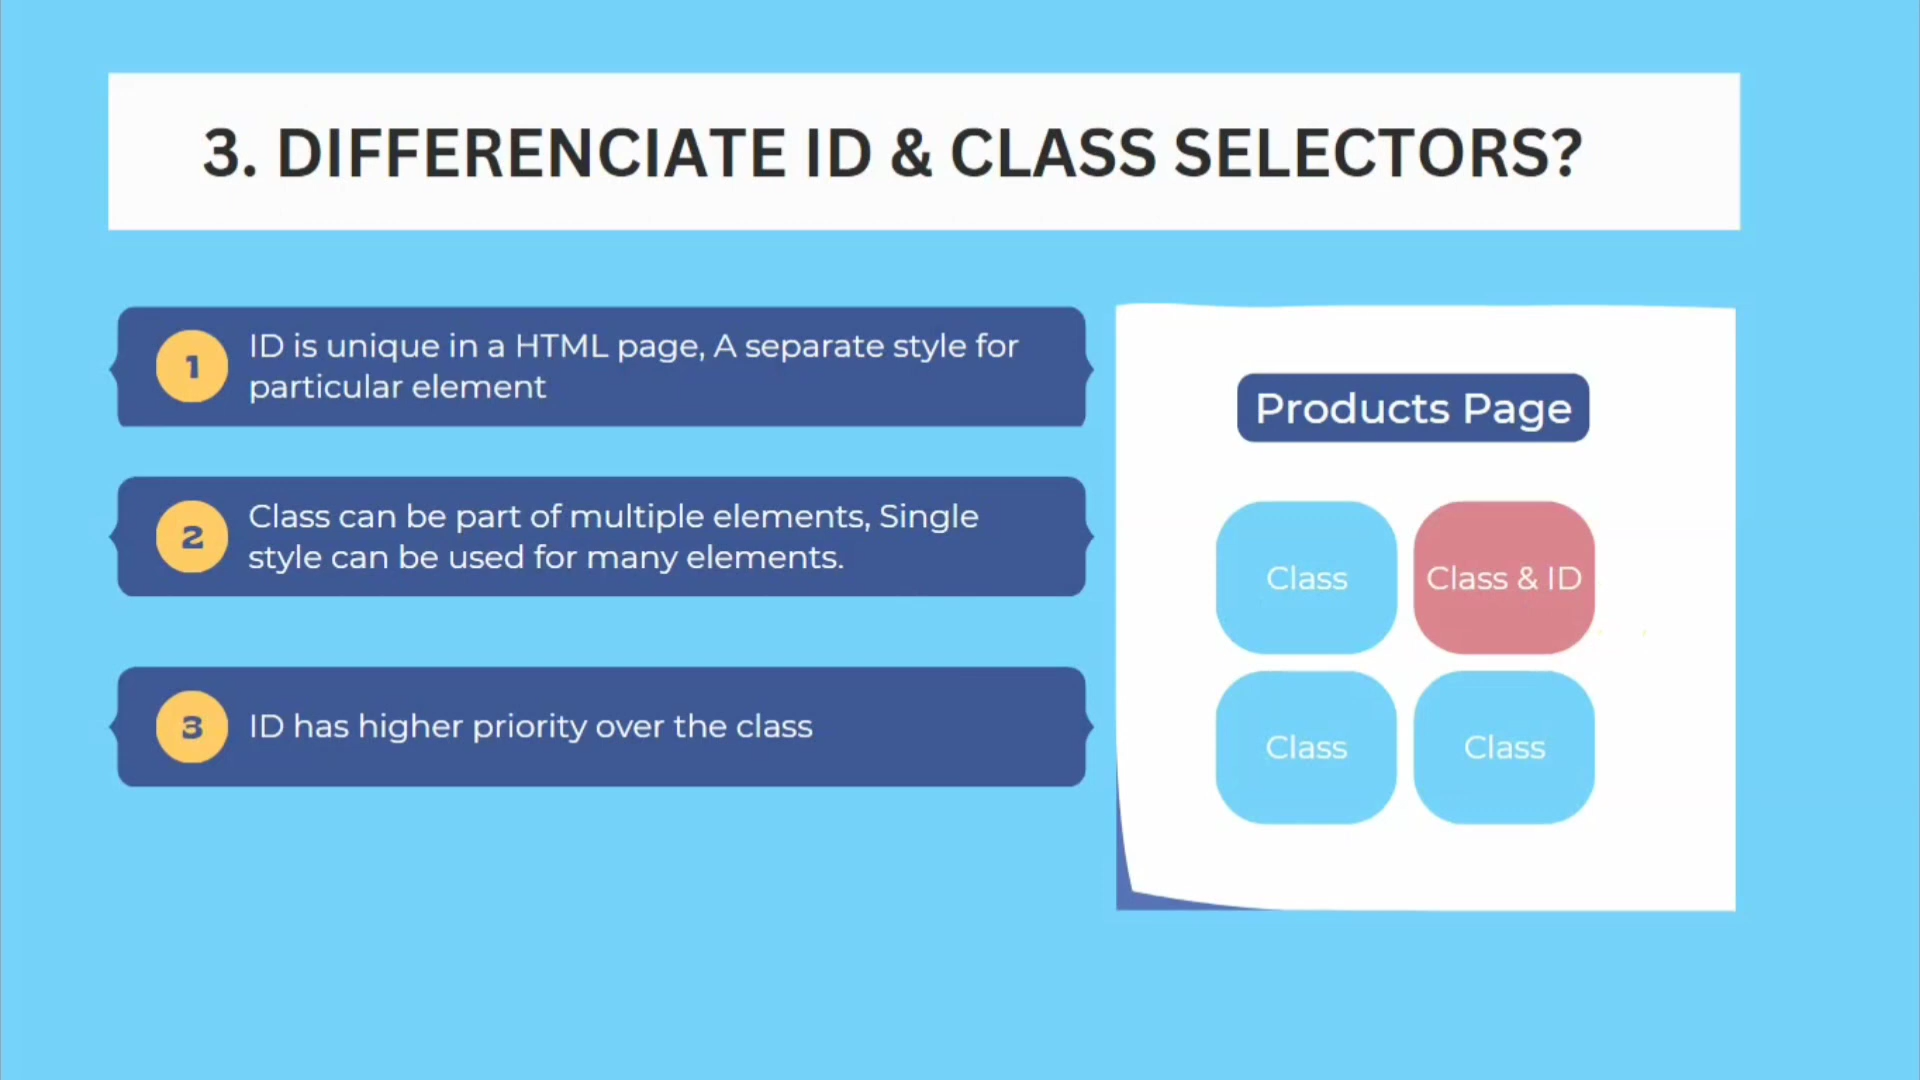 3. DIFFERENCIATE ID & CLASS SELECTORS?
1
ID is unique in a HTML page, A separate style for
particular element
2
Class can be part of multiple elements, Single
style can be used for many elements.
3
ID has higher priority over the class
Products Page
Class
Class & ID
Class
Class